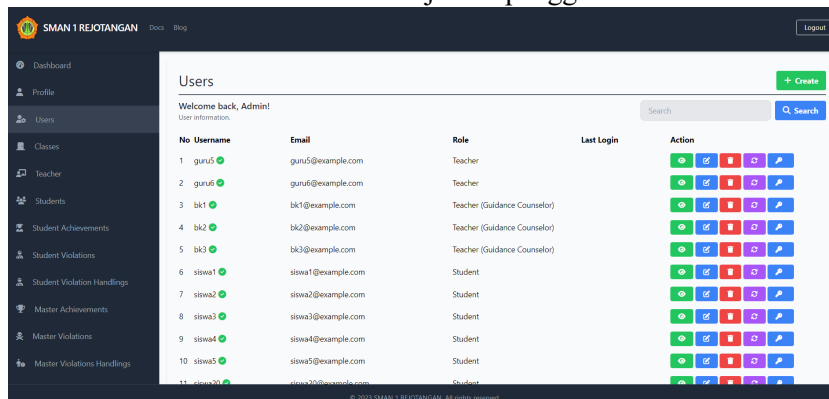 SMAN 1 REJOTANGAN Docs Blog Logout
Dashboard
Profile
Users
Classes
Teacher
Students
Student Achievements
Student Violations
Student Violation Handlings
Master Achievements
Master Violations
Master Violations Handlings
Users
+ Create
Welcome back, Admin!
User information.
Search
Search
No Username Email Role Last Login Action
1 guru5 guru5@example.com Teacher
2 guru6 guru6@example.com Teacher
3 bk1 bk1@example.com Teacher (Guidance Counselor)
4 bk2 bk2@example.com Teacher (Guidance Counselor)
5 bk3 bk3@example.com Teacher (Guidance Counselor)
6 siswa1 siswa1@example.com Student
7 siswa2 siswa2@example.com Student
8 siswa3 siswa3@example.com Student
9 siswa4 siswa4@example.com Student
10 siswa5 siswa5@example.com Student
11 siswa20 siswa20@example.com Student
© 2023 SMAN 1 REJOTANGAN. All rights reserved.